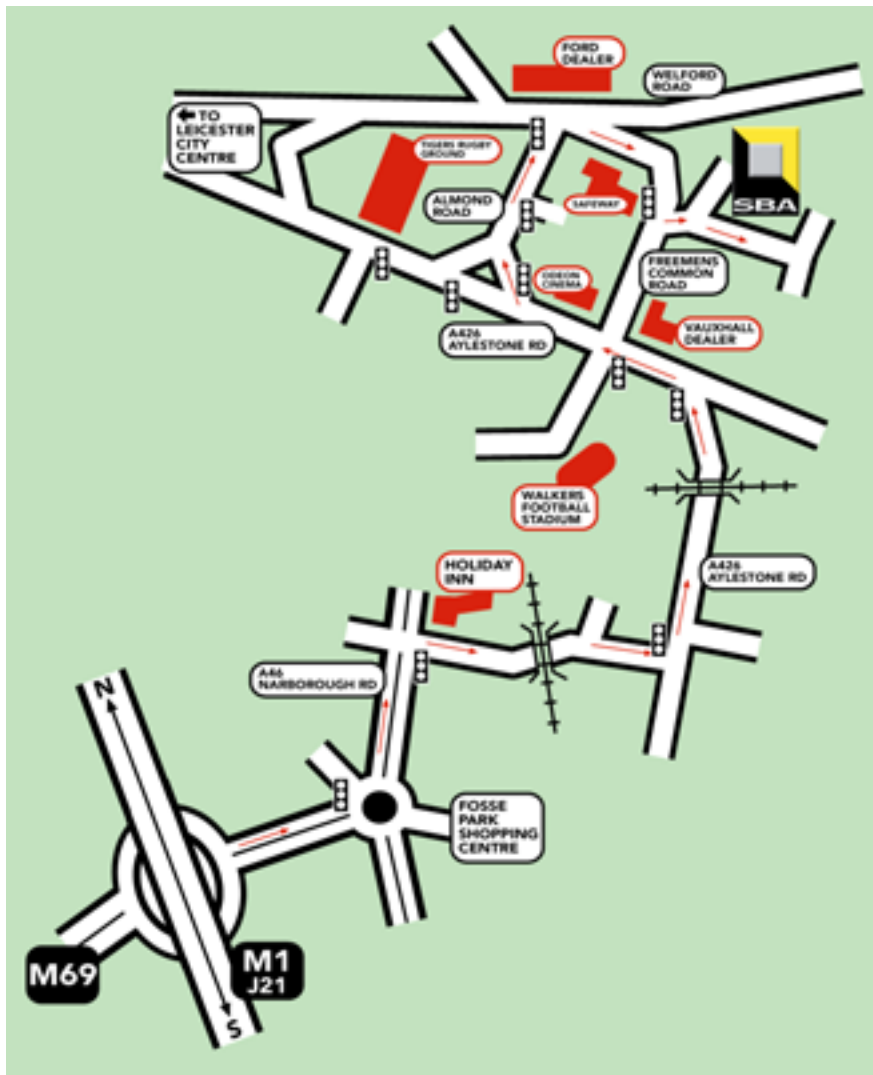 FORD
DEALER
WELFORD
ROAD
TO
LEICESTER
CITY
CENTRE
TIGERS RUGBY
GROUND
SBA
ALMOND
ROAD
SAFEWAY
FREEMENS
COMMON
ROAD
ODEON
CINEMA
A426
AYLESTONE RD
VAUXHALL
DEALER
WALKERS
FOOTBALL
STADIUM
HOLIDAY
INN
A426
AYLESTONE RD
A46
NARBOROUGH RD
N
FOSSE
PARK
SHOPPING
CENTRE
M69
M1
J21
S